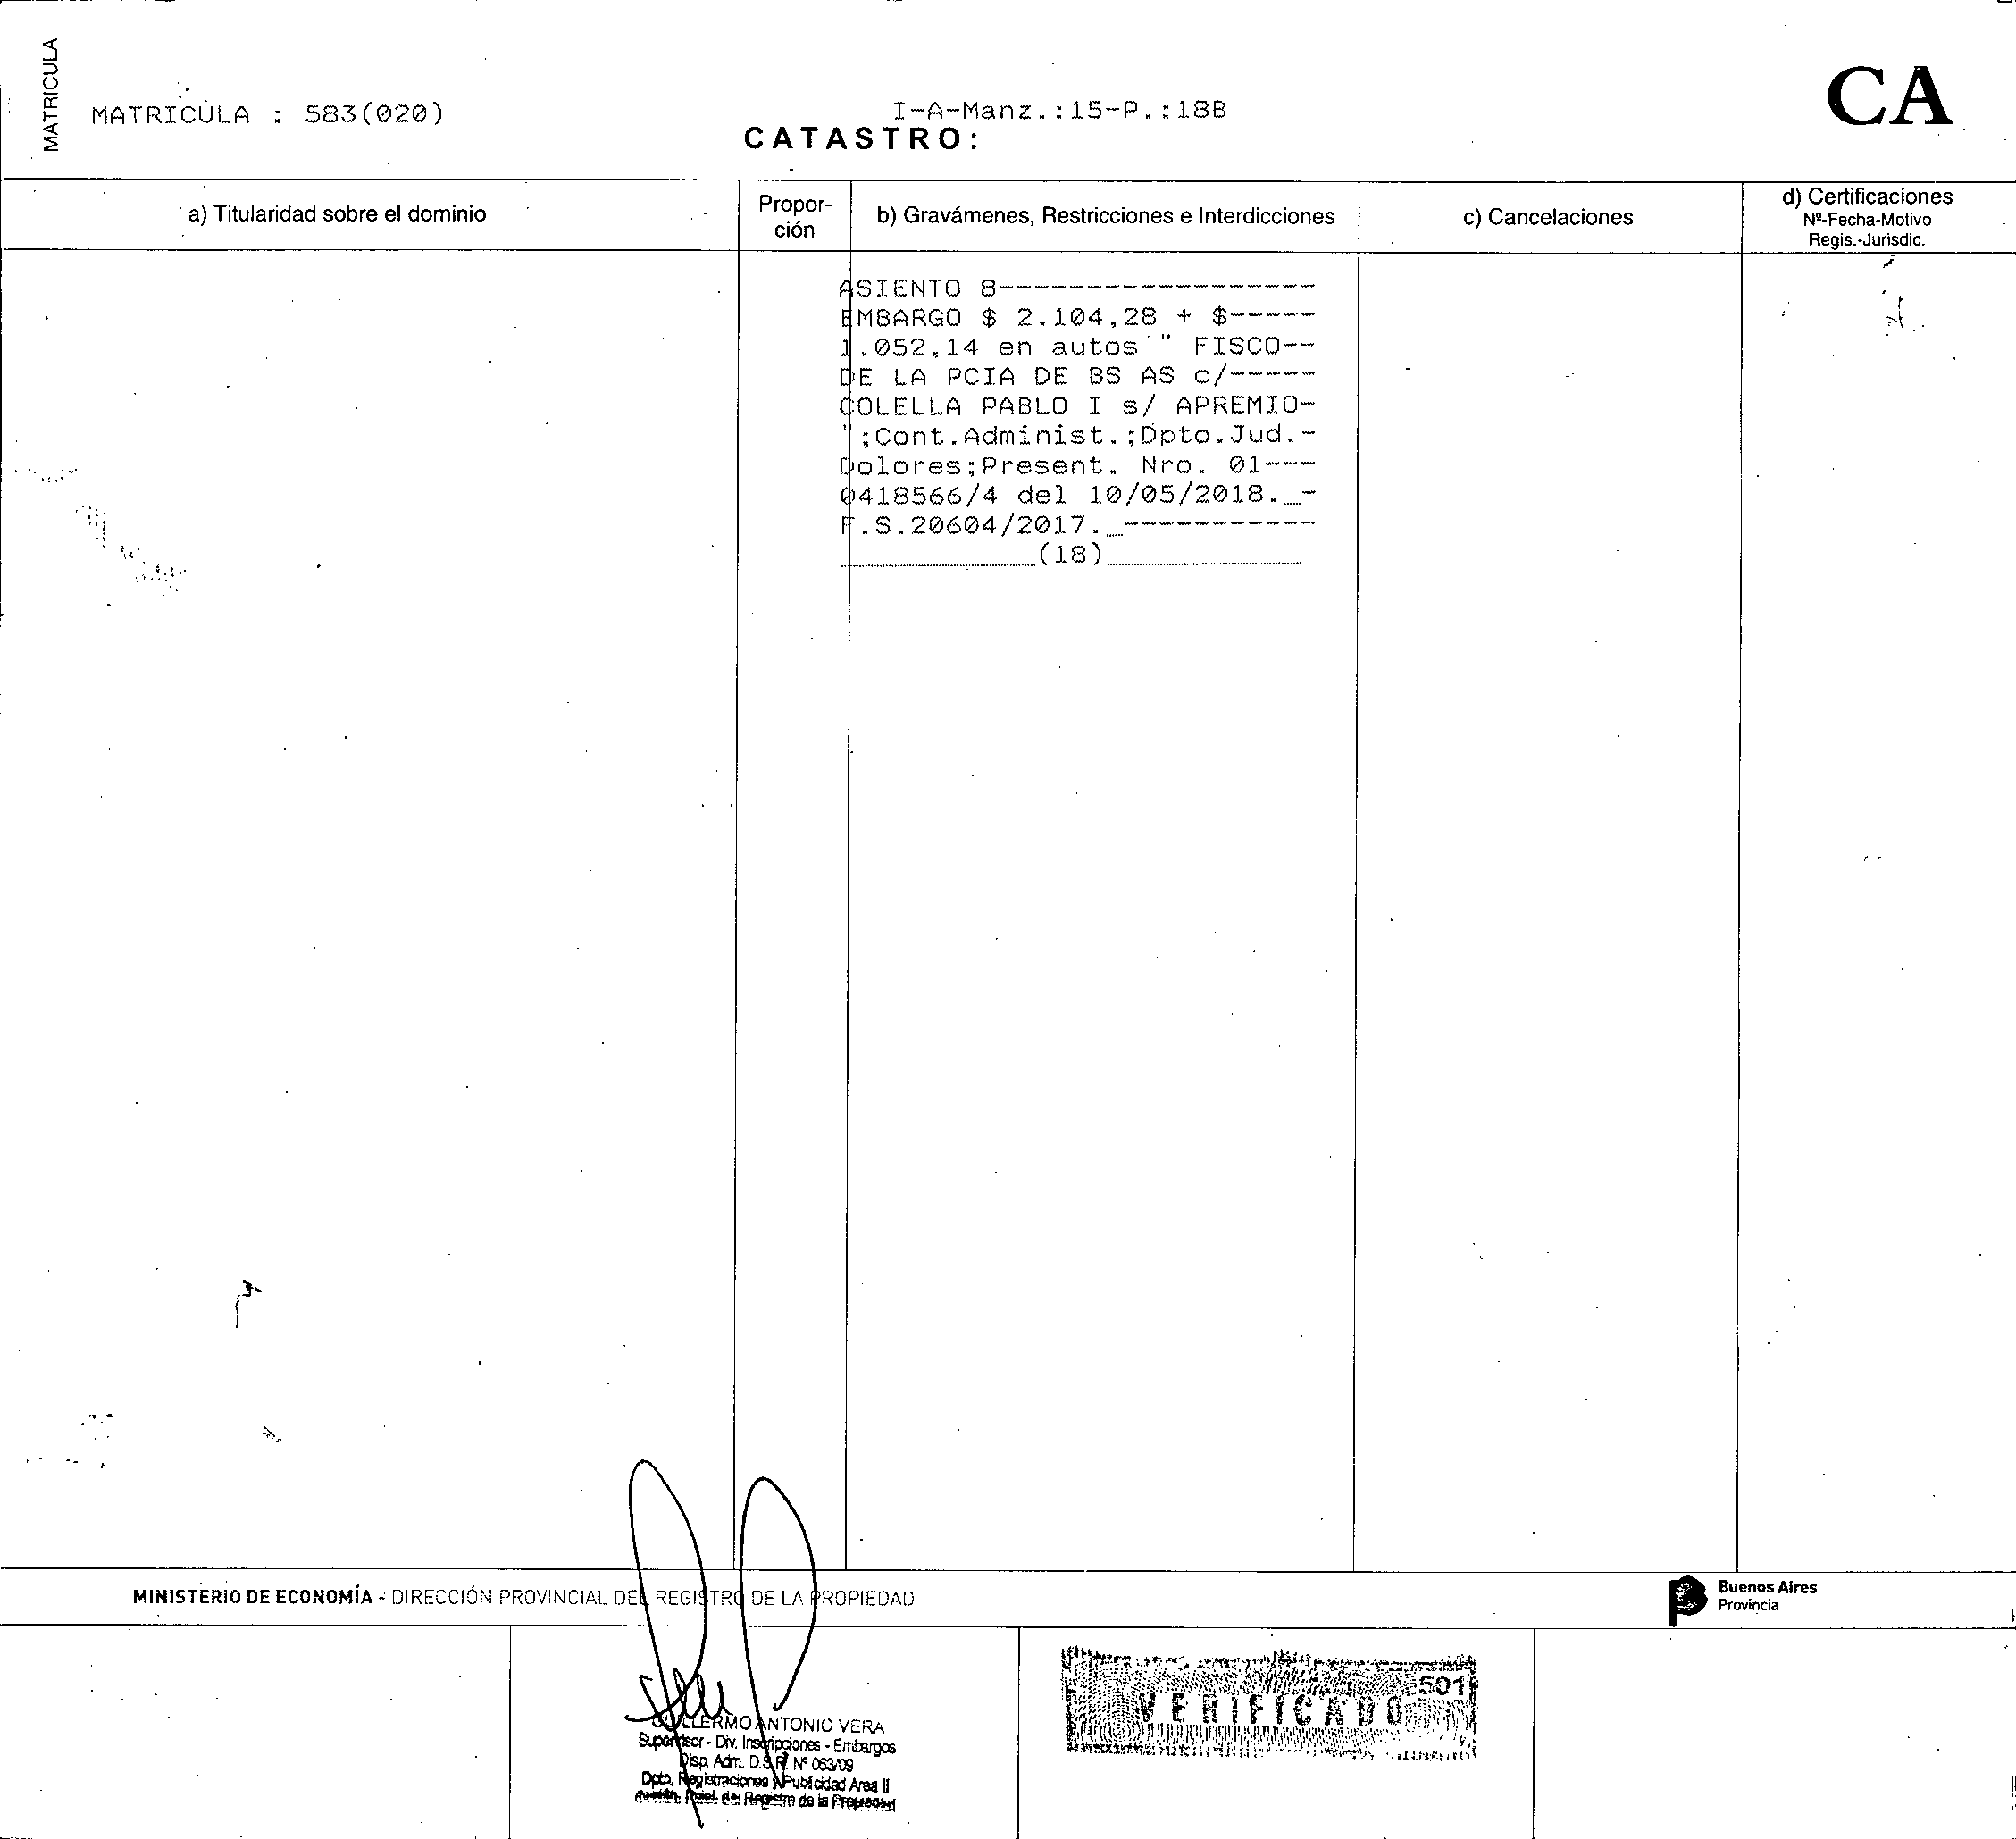 MATRICULA
MATRICULA : 583(020)
I-A-Manz.:15-P.:18B
CATASTRO:
CA
a) Titularidad sobre el dominio
Propor-
ción
b) Gravámenes, Restricciones e Interdicciones
c) Cancelaciones
d) Certificaciones
Nº-Fecha-Motivo
Regis.-Jurisdic.
ASIENTO 8------------------
EMBARGO $ 2.104,28 + $-----
1.052,14 en autos " FISCO--
DE LA PCIA DE BS AS c/-----
COLELLA PABLO I s/ APREMIO-
";Cont.Administ.;Dpto.Jud.-
Dolores;Present. Nro. 01---
0418566/4 del 10/05/2018._-
F.S.20604/2017._-----------
(18)
MINISTERIO DE ECONOMÍA - DIRECCIÓN PROVINCIAL DEL REGISTRO DE LA PROPIEDAD
Buenos Aires
Provincia
GUILLERMO ANTONIO VERA
Supervisor - Div. Inscripciones - Embargos
Disp. Adm. D.S.R. Nº 063/09
Dpto. Registraciones y Publicidad Area II
del Registro de la Propiedad
501
VERIFICADO